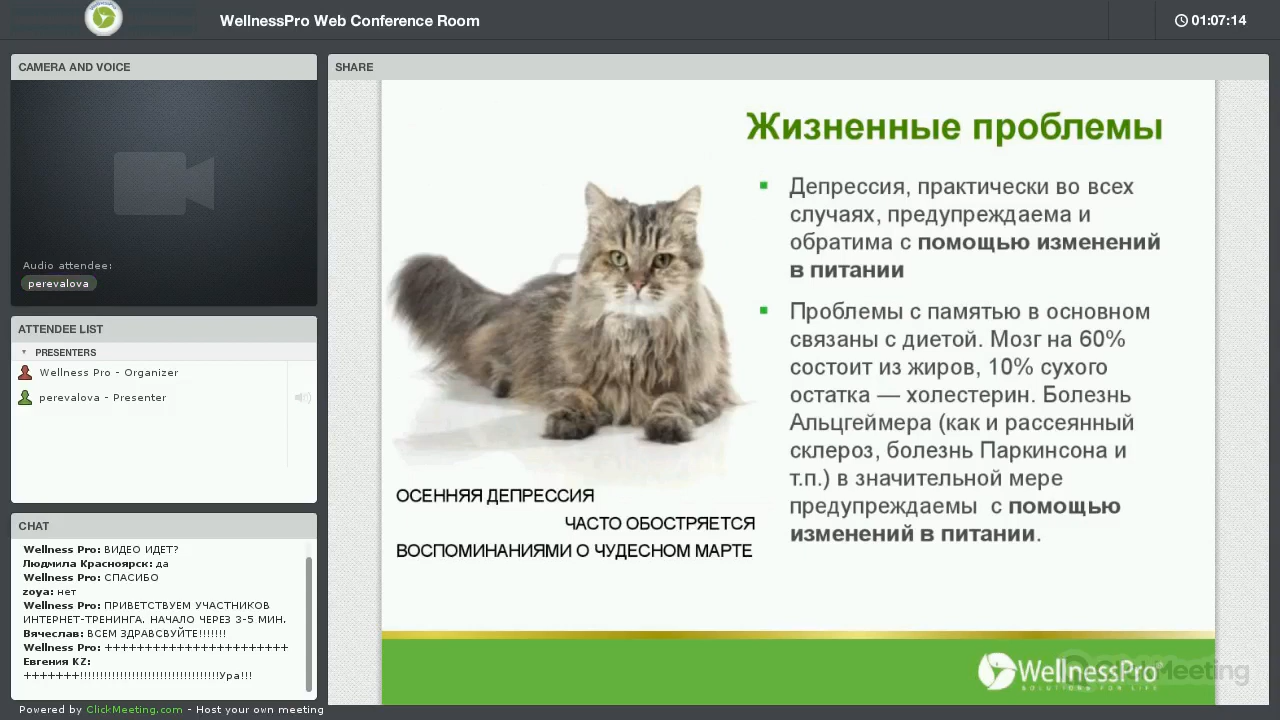 WellnessPro Web Conference Room
01:07:14
CAMERA AND VOICE
Audio attendee:
perevalova
ATTENDEE LIST
PRESENTERS
Wellness Pro - Organizer
perevalova - Presenter
CHAT
Wellness Pro: ВИДЕО ИДЕТ?
Людмила Красноярск: да
Wellness Pro: СПАСИБО
zoya: нет
Wellness Pro: ПРИВЕТСТВУЕМ УЧАСТНИКОВ
ИНТЕРНЕТ-ТРЕНИНГА. НАЧАЛО ЧЕРЕЗ 3-5 МИН.
Вячеслав: ВСЕМ ЗДРАВСВУЙТЕ!!!!!!!
Wellness Pro:
Евгения KZ:
Powered by ClickMeeting.com - Host your own meeting
SHARE
Жизненные проблемы
Депрессия, практически во всех
случаях, предупреждаема и
обратима с помощью изменений
в питании
Проблемы с памятью в основном
связаны с диетой. Мозг на 60%
состоит из жиров, 10% сухого
остатка — холестерин. Болезнь
Альцгеймера (как и рассеянный
склероз, болезнь Паркинсона и
т.п.) в значительной мере
предупреждаемы с помощью
изменений в питании.
ОСЕННЯЯ ДЕПРЕССИЯ
ЧАСТО ОБОСТРЯЕТСЯ
ВОСПОМИНАНИЯМИ О ЧУДЕСНОМ МАРТЕ
WellnessPro
SOLUTIONS FOR LIFE